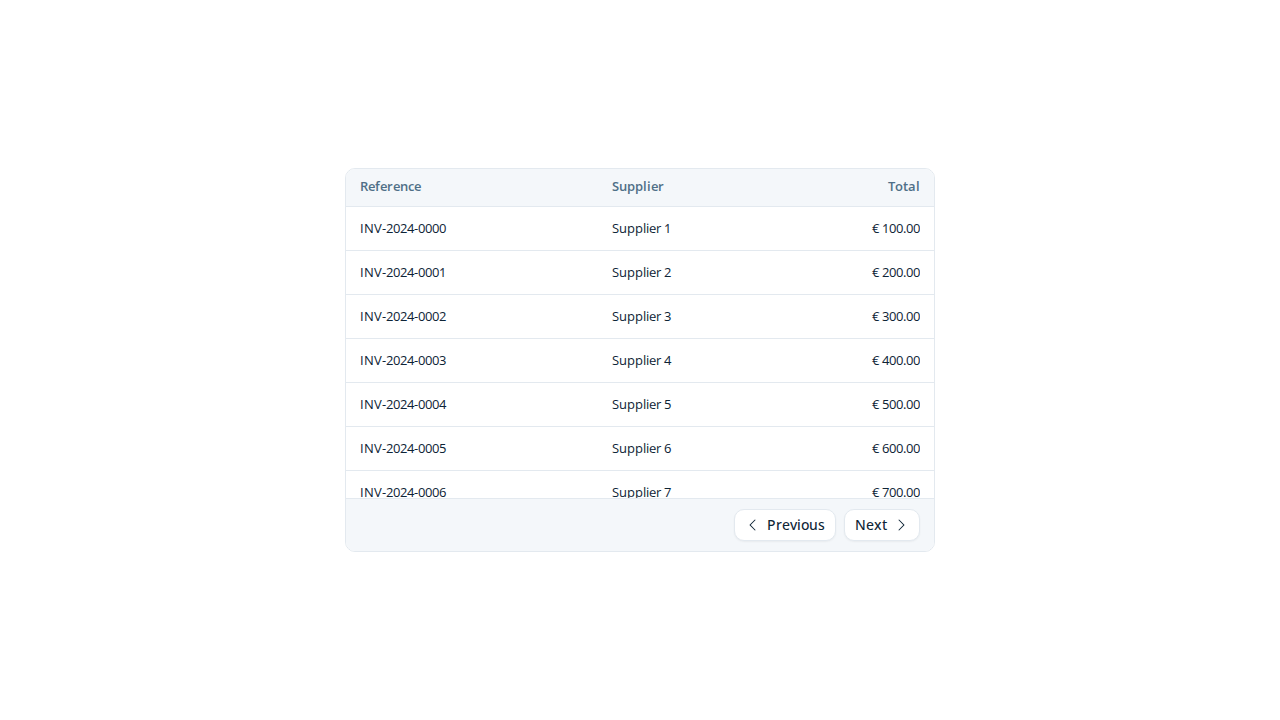 Reference Supplier Total
INV-2024-0000 Supplier 1 € 100.00
INV-2024-0001 Supplier 2 € 200.00
INV-2024-0002 Supplier 3 € 300.00
INV-2024-0003 Supplier 4 € 400.00
INV-2024-0004 Supplier 5 € 500.00
INV-2024-0005 Supplier 6 € 600.00
INV-2024-0006 Supplier 7 € 700.00
Previous Next